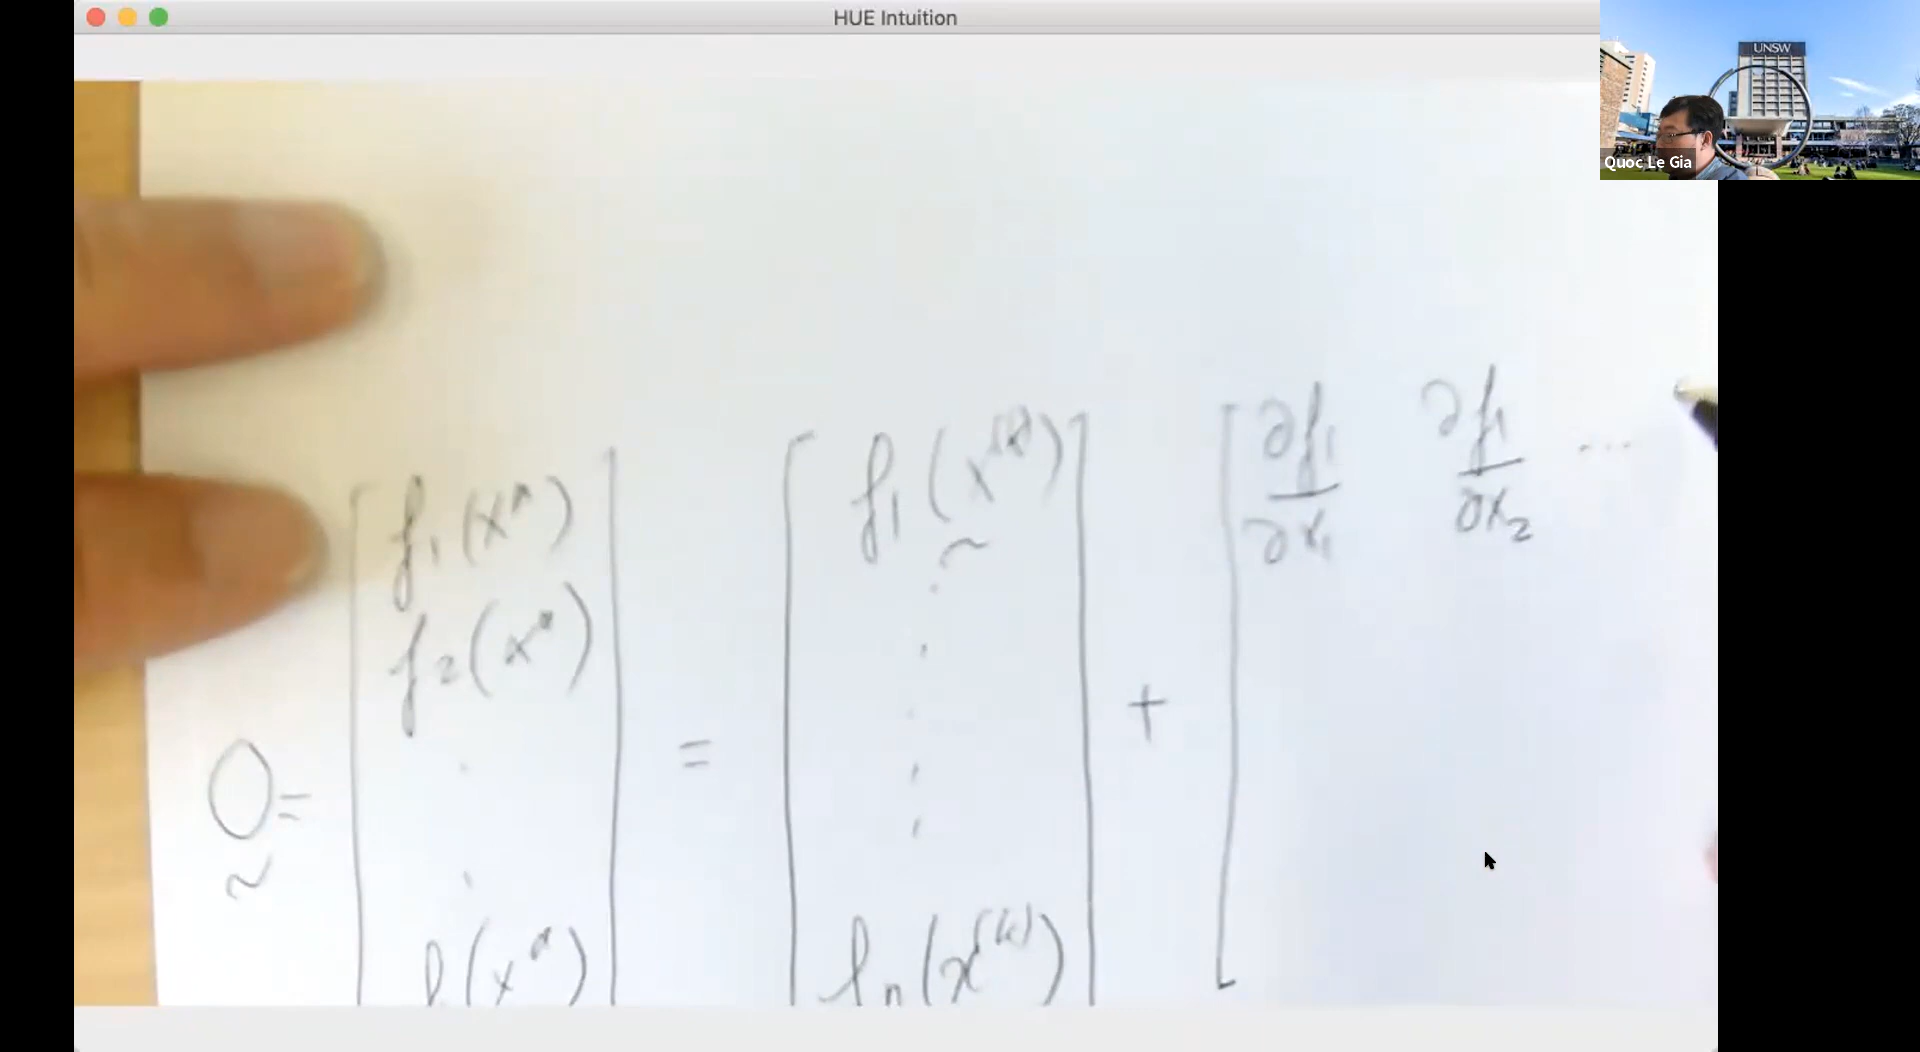 HUE Intuition
UNSW
Quoc Le Gia
0 = [ f₁(x*) = [ f₁(x⁽ᵏ⁾) + [ ∂f₁/∂x₁ ∂f₁/∂x₂ ...
~
f₂(x*)
f(x*)
fₙ(x⁽ᵏ⁾)